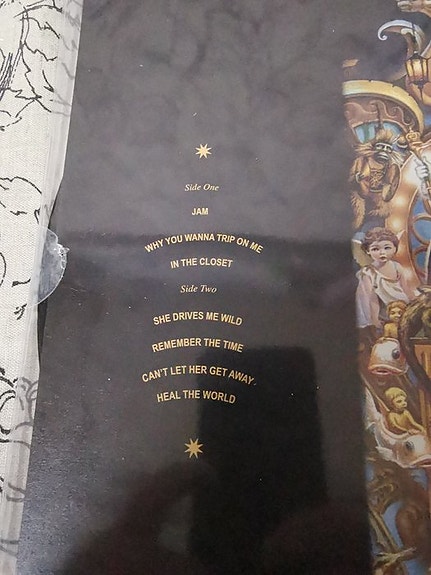 Side One
JAM
WHY YOU WANNA TRIP ON ME
IN THE CLOSET
Side Two
SHE DRIVES ME WILD
REMEMBER THE TIME
CAN'T LET HER GET AWAY
HEAL THE WORLD